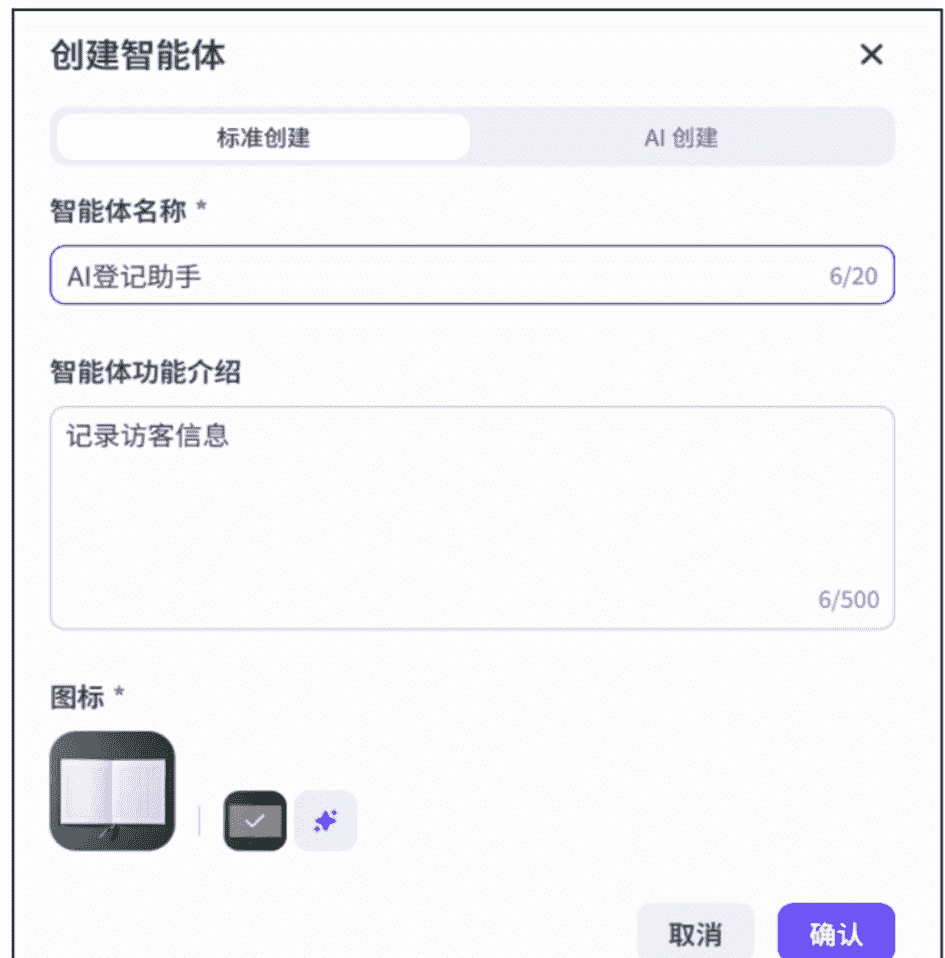 创建智能体
标准创建 AI 创建
智能体名称 *
AI登记助手 6/20
智能体功能介绍
记录访客信息
6/500
图标 *
取消 确认